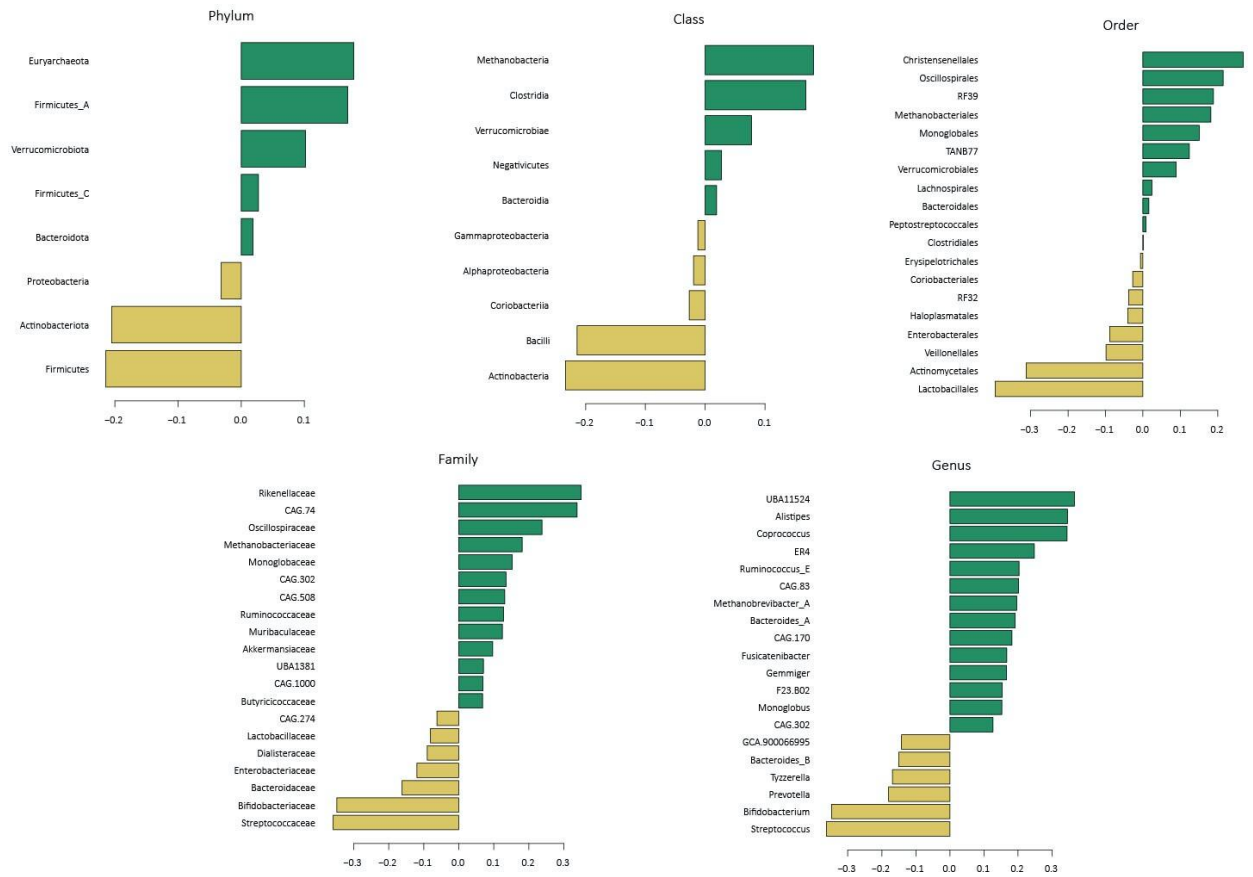 Phylum
Euryarchaeota
Firmicutes_A
Verrucomicrobiota
Firmicutes_C
Bacteroidota
Proteobacteria
Actinobacteriota
Firmicutes
−0.2 −0.1 0.0 0.1
Class
Methanobacteria
Clostridia
Verrucomicrobiae
Negativicutes
Bacteroidia
Gammaproteobacteria
Alphaproteobacteria
Coriobacteriia
Bacilli
Actinobacteria
−0.2 −0.1 0.0 0.1
Order
Christensenellales
Oscillospirales
RF39
Methanobacteriales
Monoglobales
TANB77
Verrucomicrobiales
Lachnospirales
Bacteroidales
Peptostreptococcales
Clostridiales
Erysipelotrichales
Coriobacteriales
RF32
Haloplasmatales
Enterobacterales
Veillonellales
Actinomycetales
Lactobacillales
−0.3 −0.1 0.0 0.1 0.2
Family
Rikenellaceae
CAG.74
Oscillospiraceae
Methanobacteriaceae
Monoglobaceae
CAG.302
CAG.508
Ruminococcaceae
Muribaculaceae
Akkermansiaceae
UBA1381
CAG.1000
Butyricicoccaceae
CAG.274
Lactobacillaceae
Dialisteraceae
Enterobacteriaceae
Bacteroidaceae
Bifidobacteriaceae
Streptococcaceae
−0.3 −0.2 −0.1 0.0 0.1 0.2 0.3
Genus
UBA11524
Alistipes
Coprococcus
ER4
Ruminococcus_E
CAG.83
Methanobrevibacter_A
Bacteroides_A
CAG.170
Fusicatenibacter
Gemmiger
F23.B02
Monoglobus
CAG.302
GCA.900066995
Bacteroides_B
Tyzzerella
Prevotella
Bifidobacterium
Streptococcus
−0.3 −0.2 −0.1 0.0 0.1 0.2 0.3